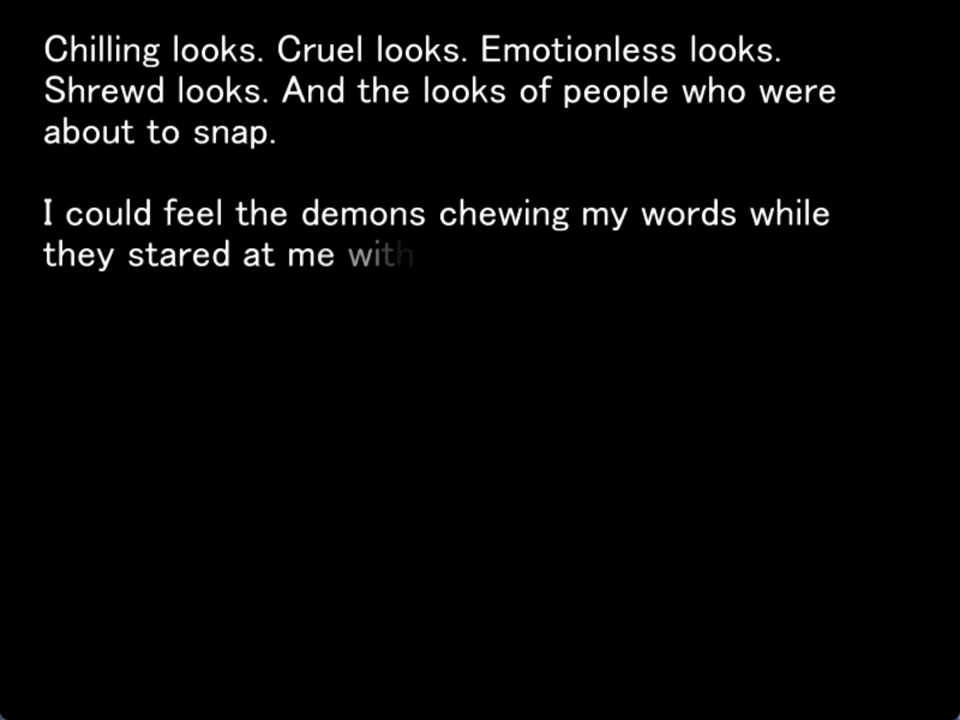 Chilling looks. Cruel looks. Emotionless looks.
Shrewd looks. And the looks of people who were
about to snap.
I could feel the demons chewing my words while
they stared at me with